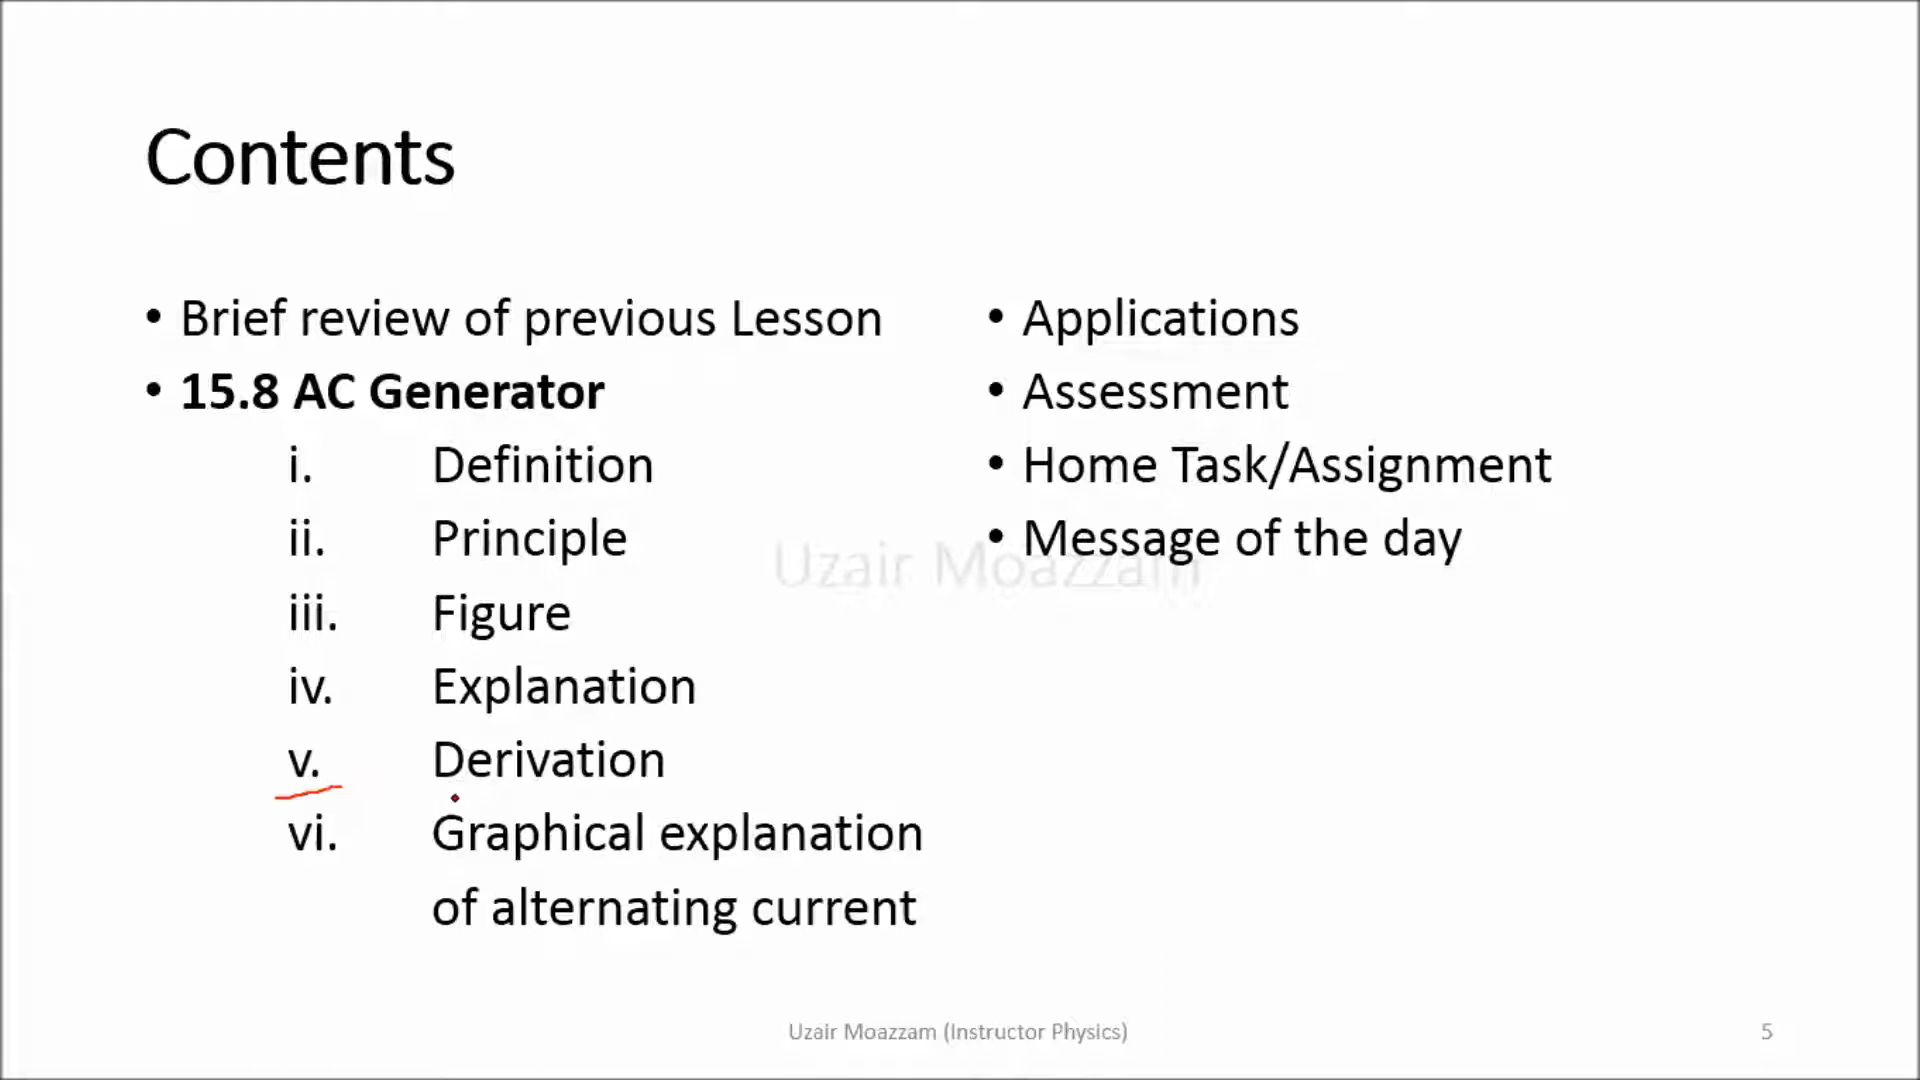 Contents
• Brief review of previous Lesson
• 15.8 AC Generator
i. Definition
ii. Principle
iii. Figure
iv. Explanation
v. Derivation
vi. Graphical explanation
of alternating current
• Applications
• Assessment
• Home Task/Assignment
• Message of the day
Uzair Moazzam
Uzair Moazzam (Instructor Physics)
5